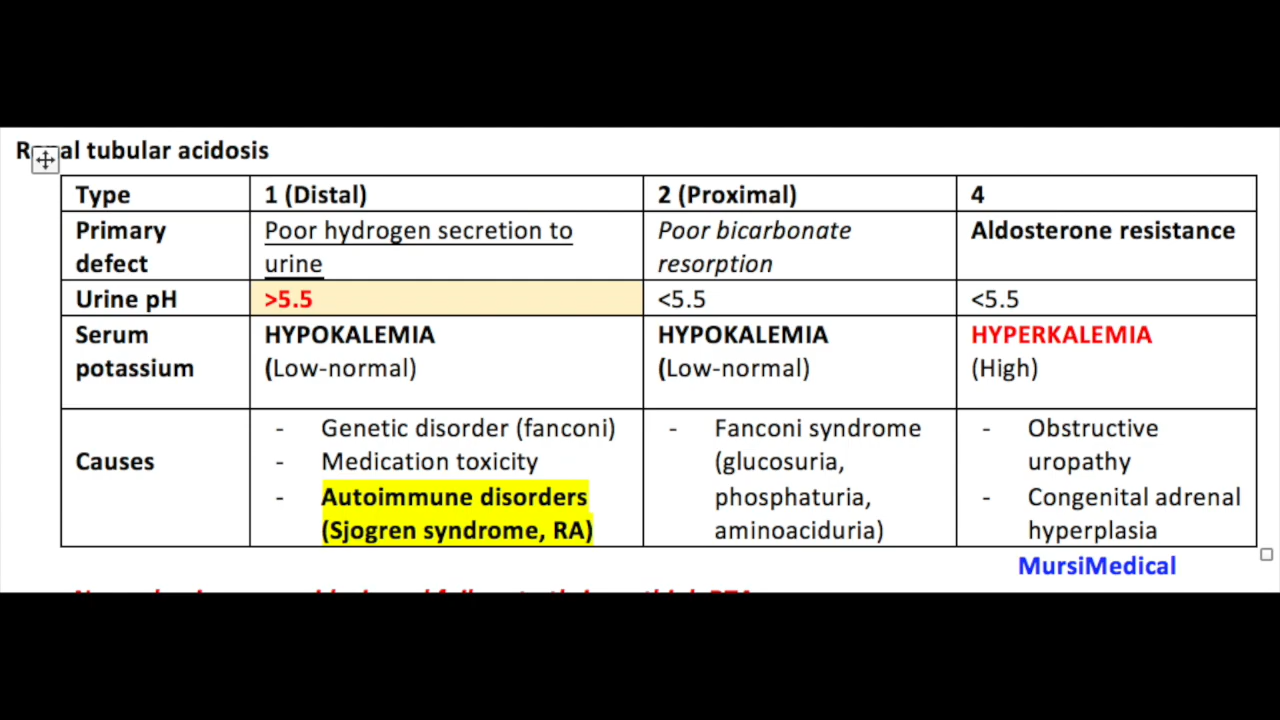 Renal tubular acidosis
Type 1 (Distal) 2 (Proximal) 4
Primary defect
Poor hydrogen secretion to
urine
Poor bicarbonate
resorption
Aldosterone resistance
Urine pH >5.5 <5.5 <5.5
Serum
potassium
HYPOKALEMIA
(Low-normal)
HYPOKALEMIA
(Low-normal)
HYPERKALEMIA
(High)
Causes
- Genetic disorder (fanconi)
- Medication toxicity
- Autoimmune disorders
(Sjogren syndrome, RA)
- Fanconi syndrome
(glucosuria,
phosphaturia,
aminoaciduria)
- Obstructive
uropathy
- Congenital adrenal
hyperplasia
MursiMedical